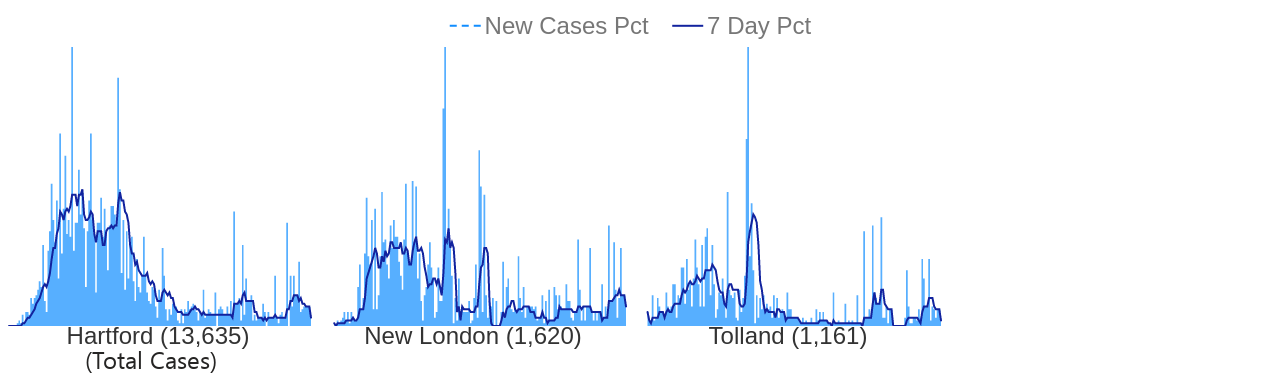 New Cases Pct 7 Day Pct
Hartford (13,635) New London (1,620) Tolland (1,161)
(Total Cases)